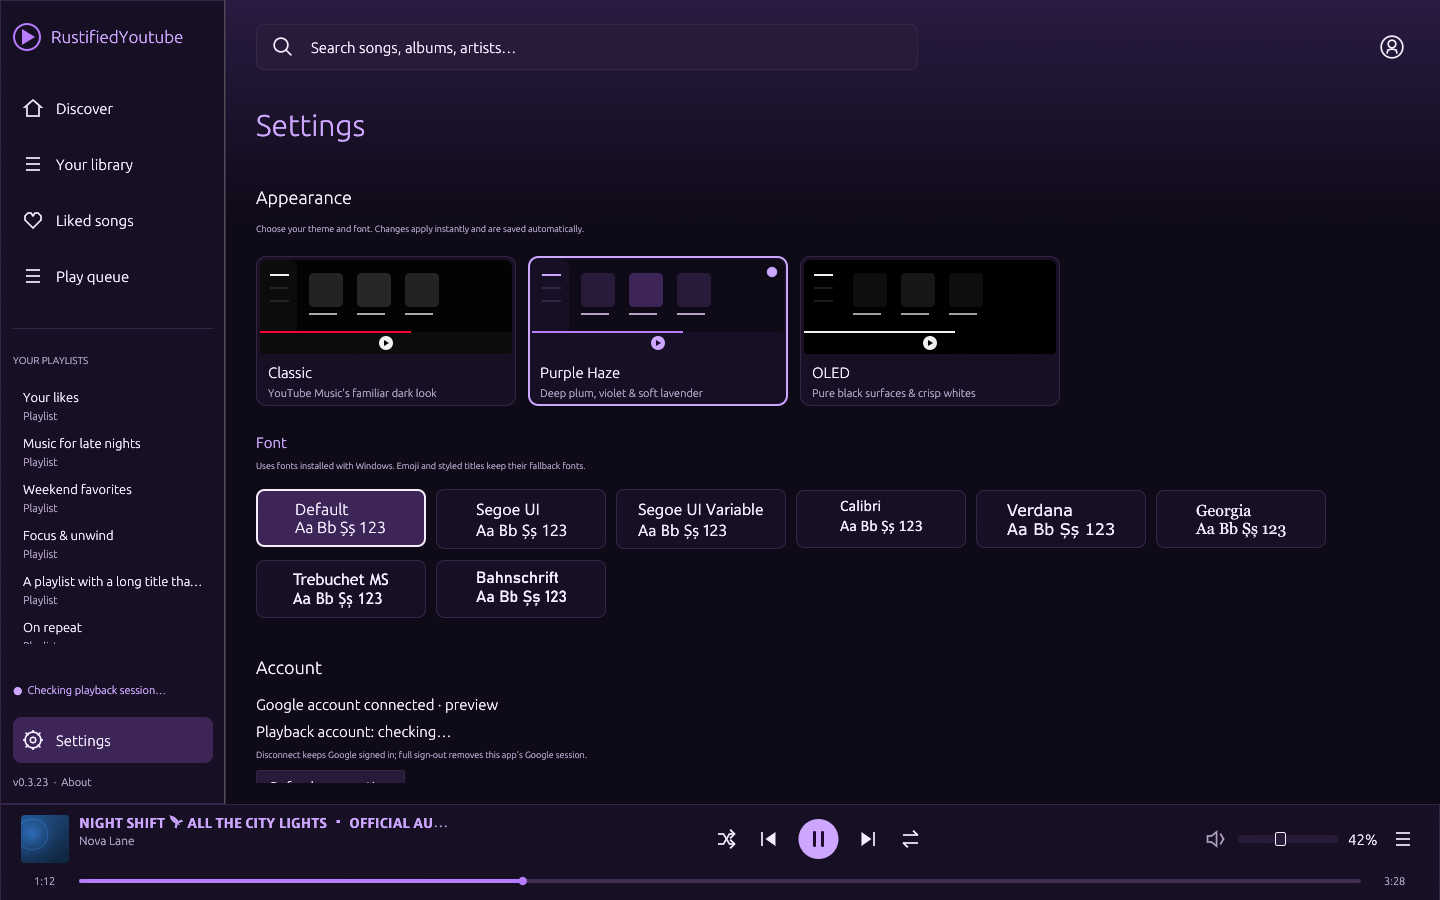 RustifiedYoutube
Search songs, albums, artists...
Discover
Your library
Liked songs
Play queue
YOUR PLAYLISTS
Your likes
Playlist
Music for late nights
Playlist
Weekend favorites
Playlist
Focus & unwind
Playlist
A playlist with a long title tha...
Playlist
On repeat
Checking playback session...
Settings
v0.3.23 · About
Settings
Appearance
Choose your theme and font. Changes apply instantly and are saved automatically.
Classic
YouTube Music's familiar dark look
Purple Haze
Deep plum, violet & soft lavender
OLED
Pure black surfaces & crisp whites
Font
Uses fonts installed with Windows. Emoji and styled titles keep their fallback fonts.
Default
Aa Bb Șș 123
Segoe UI
Aa Bb Șș 123
Segoe UI Variable
Aa Bb Șș 123
Calibri
Aa Bb Șș 123
Verdana
Aa Bb Șș 123
Georgia
Aa Bb Șș 123
Trebuchet MS
Aa Bb Șș 123
Bahnschrift
Aa Bb Șș 123
Account
Google account connected · preview
Playback account: checking...
Disconnect keeps Google signed in; full sign-out removes this app's Google session.
NIGHT SHIFT ALL THE CITY LIGHTS · OFFICIAL AU...
Nova Lane
42%
1:12
3:28